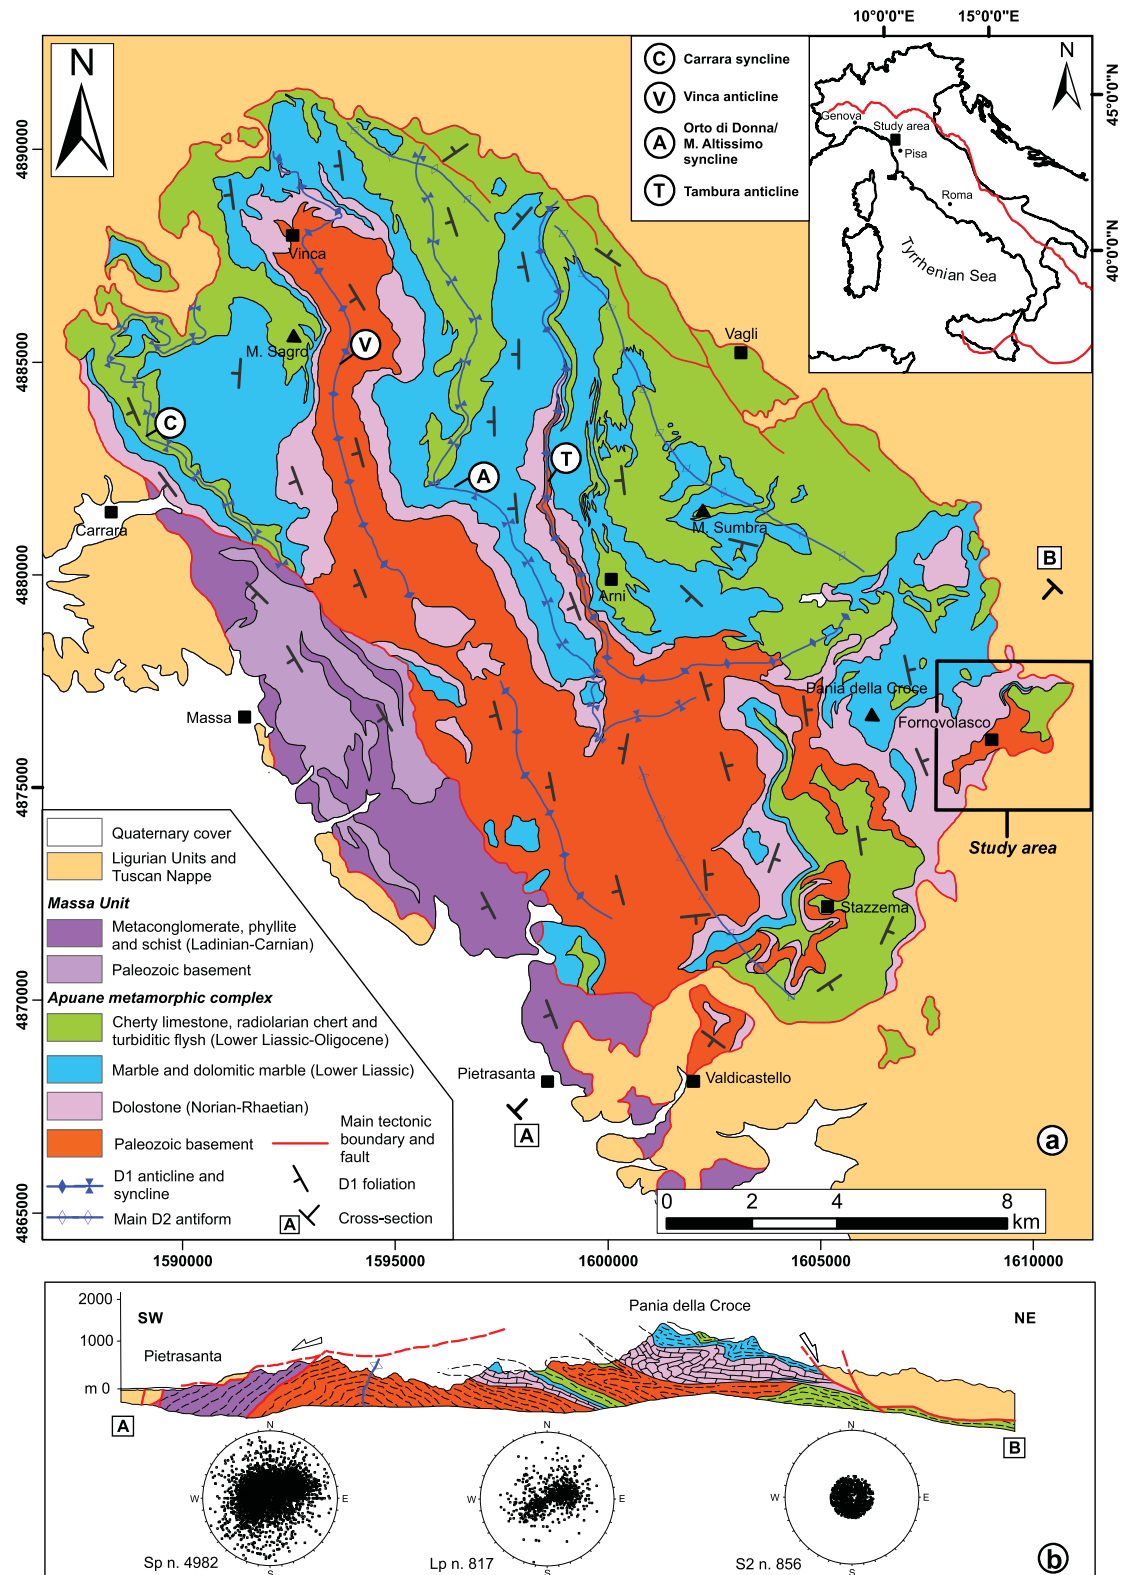 10°0'0"E
15°0'0"E
N
C
Carrara syncline
V
Vinca anticline
A
Orto di Donna/
M. Altissimo
syncline
T
Tambura anticline
N
Genova
Study area
Pisa
Roma
Tyrrhenian Sea
45°0'0"N
40°0'0"N
4890000
4885000
4880000
4875000
4870000
4865000
Vinca
M. Sagro
V
Vagli
C
A
T
Carrara
M. Sumbra
Arni
B
Massa
Pania della Croce
Fornovolasco
Study area
Stazzema
Pietrasanta
Valdicastello
A
a
Quaternary cover
Ligurian Units and
Tuscan Nappe
Massa Unit
Metaconglomerate, phyllite
and schist (Ladinian-Carnian)
Paleozoic basement
Apuane metamorphic complex
Cherty limestone, radiolarian chert and
turbiditic flysh (Lower Liassic-Oligocene)
Marble and dolomitic marble (Lower Liassic)
Dolostone (Norian-Rhaetian)
Paleozoic basement
Main tectonic
boundary and
fault
D1 anticline and
syncline
D1 foliation
Main D2 antiform
A
Cross-section
0 2 4 8
km
1590000 1595000 1600000 1605000 1610000
2000
1000
m 0
SW
Pania della Croce
NE
Pietrasanta
A
B
N
W
E
S
Sp n. 4982
N
W
E
S
Lp n. 817
N
W
E
S
S2 n. 856
b